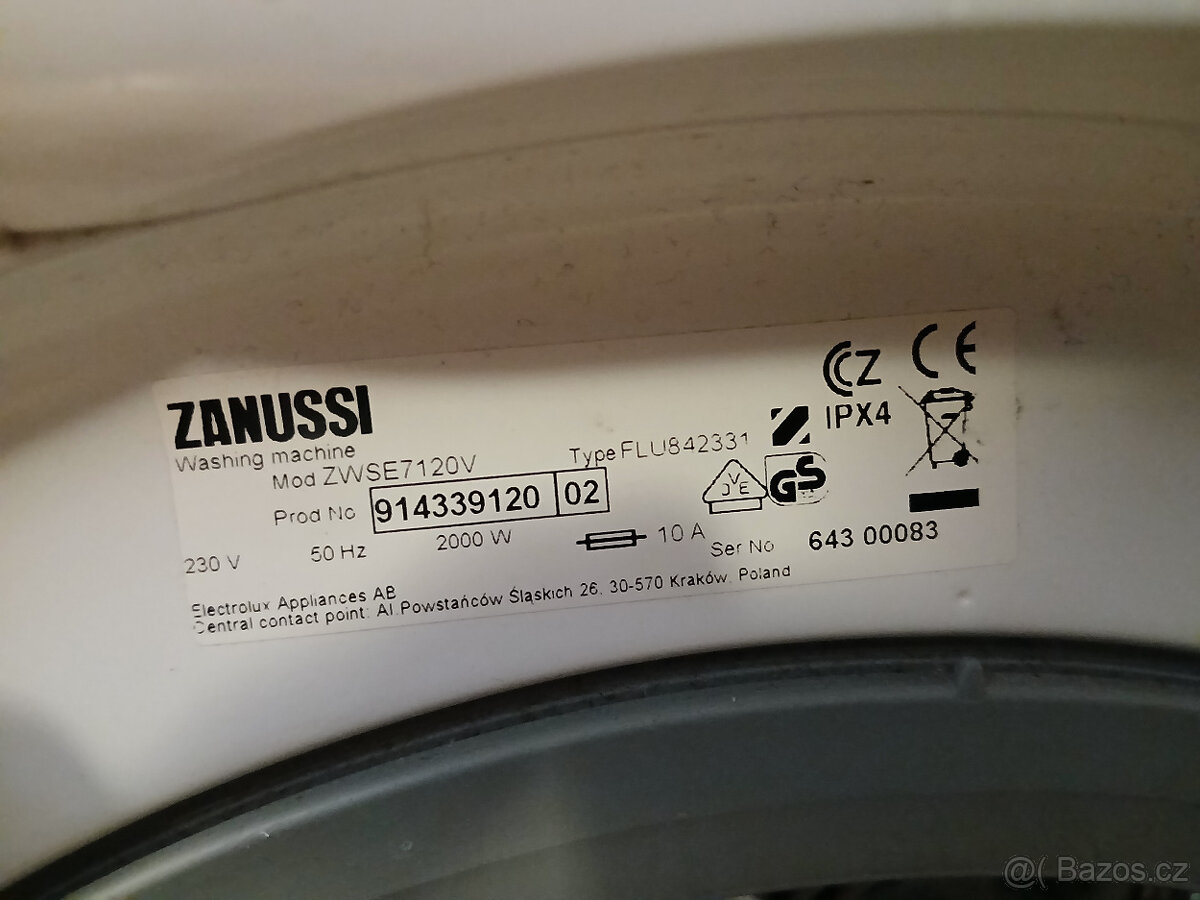 ZANUSSI
Washing machine
Mod ZWSE7120V
Type FLU842331
Prod No 914339120 02
230 V 50 Hz 2000 W 10 A
Ser No 643 00083
Electrolux Appliances AB
Central contact point: Al.Powstańców Śląskich 26, 30-570 Kraków. Poland
CZ
CE
IPX4
VJE
GS
@( Bazos.cz